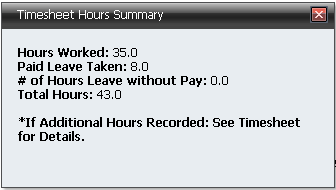 Timesheet Hours Summary
Hours Worked: 35.0
Paid Leave Taken: 8.0
# of Hours Leave without Pay: 0.0
Total Hours: 43.0
*If Additional Hours Recorded: See Timesheet
for Details.